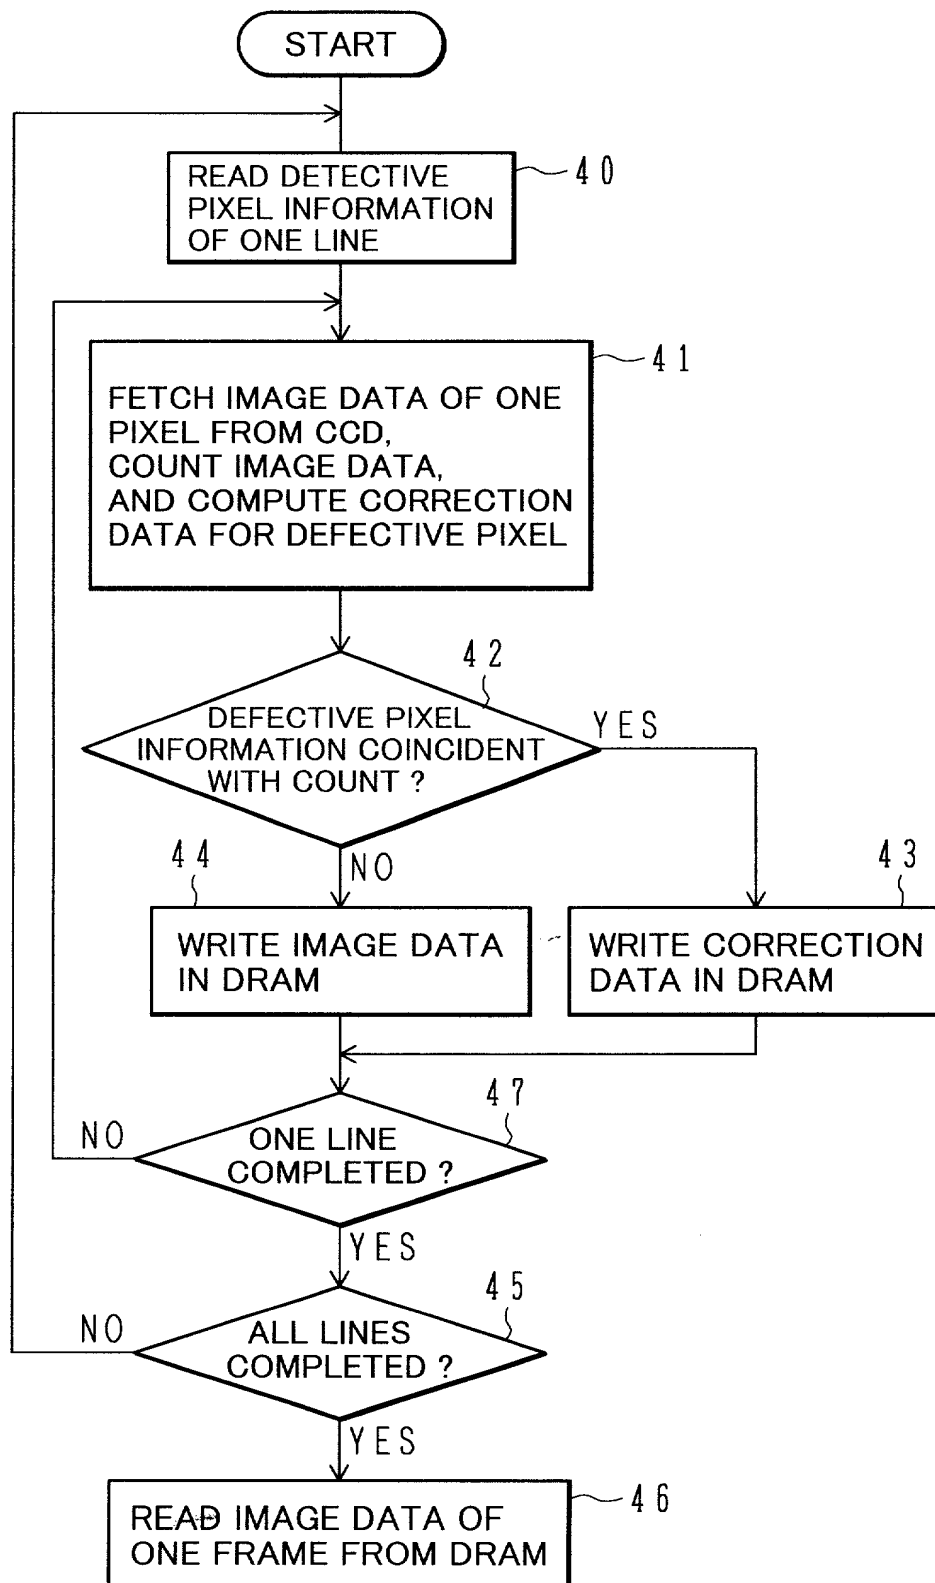 START
READ DETECTIVE
PIXEL INFORMATION
OF ONE LINE
40
FETCH IMAGE DATA OF ONE
PIXEL FROM CCD,
COUNT IMAGE DATA,
AND COMPUTE CORRECTION
DATA FOR DEFECTIVE PIXEL
41
42
DEFECTIVE PIXEL
INFORMATION COINCIDENT
WITH COUNT ?
YES
NO
44
WRITE IMAGE DATA
IN DRAM
43
WRITE CORRECTION
DATA IN DRAM
47
ONE LINE
COMPLETED ?
NO
YES
45
ALL LINES
COMPLETED ?
NO
YES
46
READ IMAGE DATA OF
ONE FRAME FROM DRAM